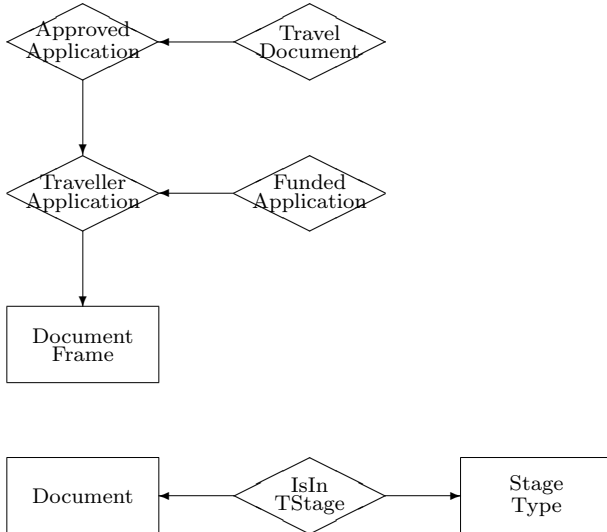 Approved
Application
Travel
Document
Traveller
Application
Funded
Application
Document
Frame
Document
IsIn
TStage
Stage
Type